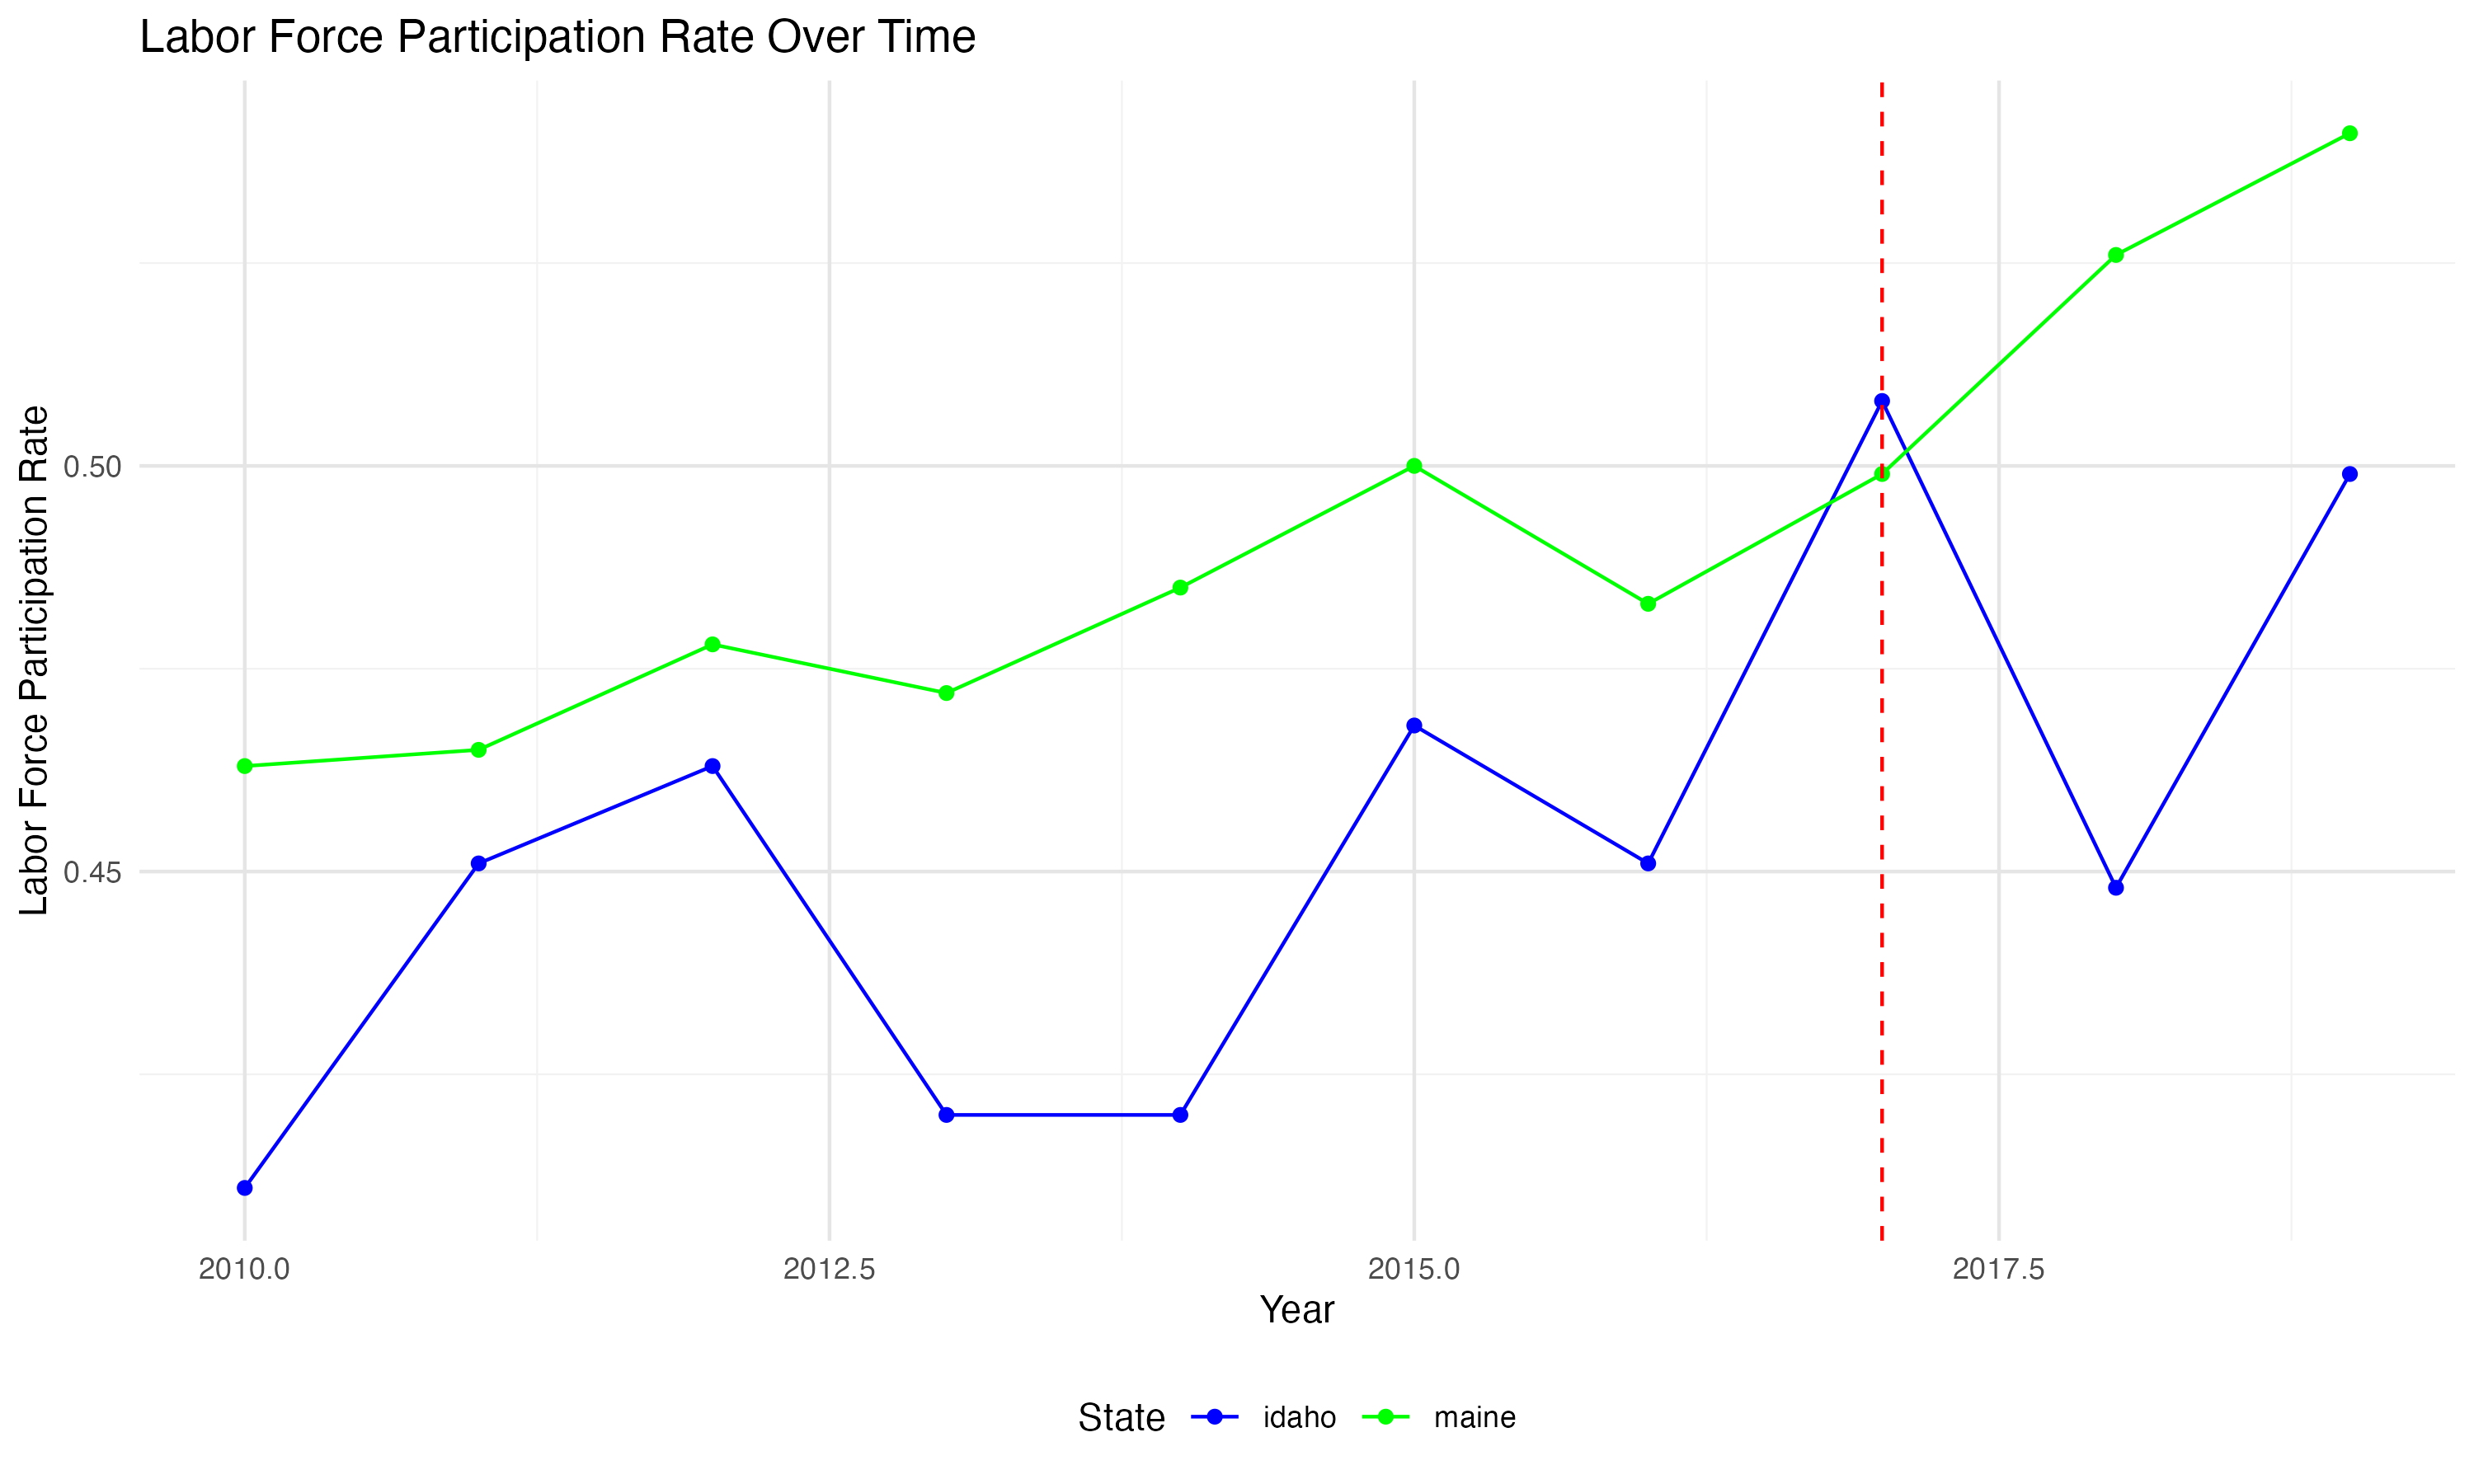 Labor Force Participation Rate Over Time
Labor Force Participation Rate
0.50
0.45
2010.0 2012.5 2015.0 2017.5
Year
State idaho maine